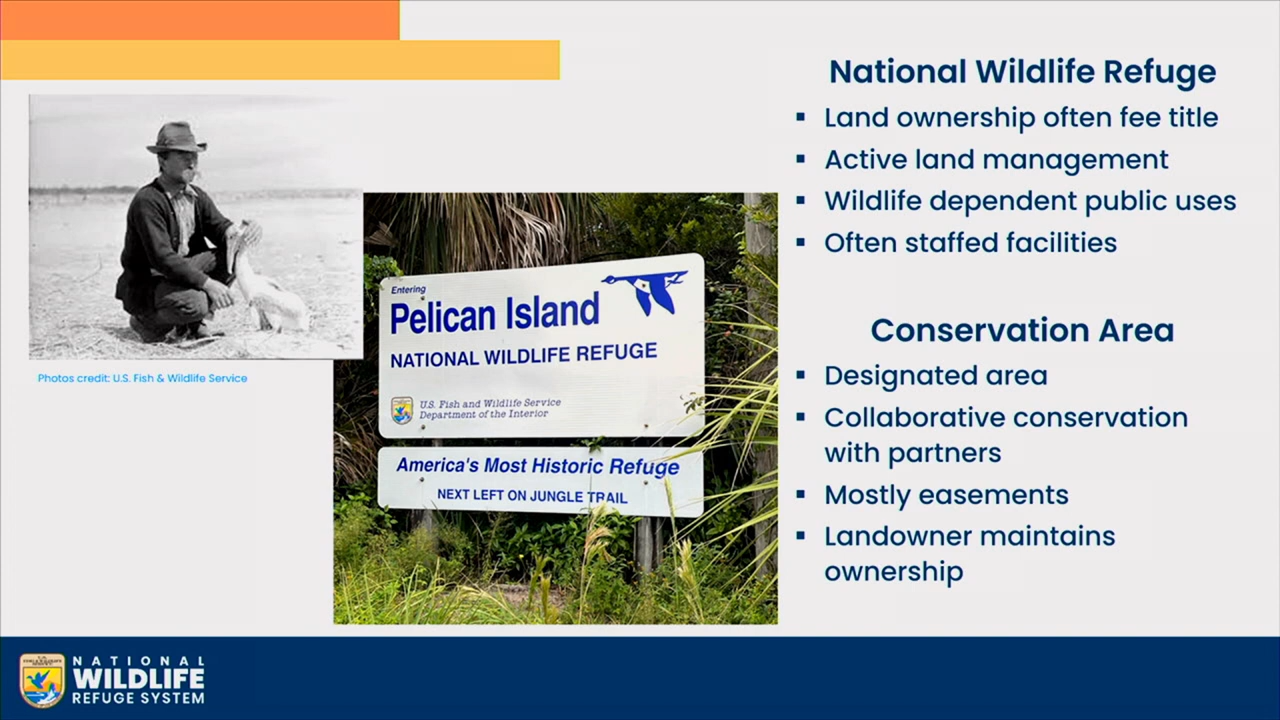 National Wildlife Refuge
▪ Land ownership often fee title
▪ Active land management
▪ Wildlife dependent public uses
▪ Often staffed facilities
Conservation Area
▪ Designated area
▪ Collaborative conservation
with partners
▪ Mostly easements
▪ Landowner maintains
ownership
Entering
Pelican Island
NATIONAL WILDLIFE REFUGE
U.S. Fish and Wildlife Service
Department of the Interior
America's Most Historic Refuge
NEXT LEFT ON JUNGLE TRAIL
Photos credit: U.S. Fish & Wildlife Service
NATIONAL
WILDLIFE
REFUGE SYSTEM